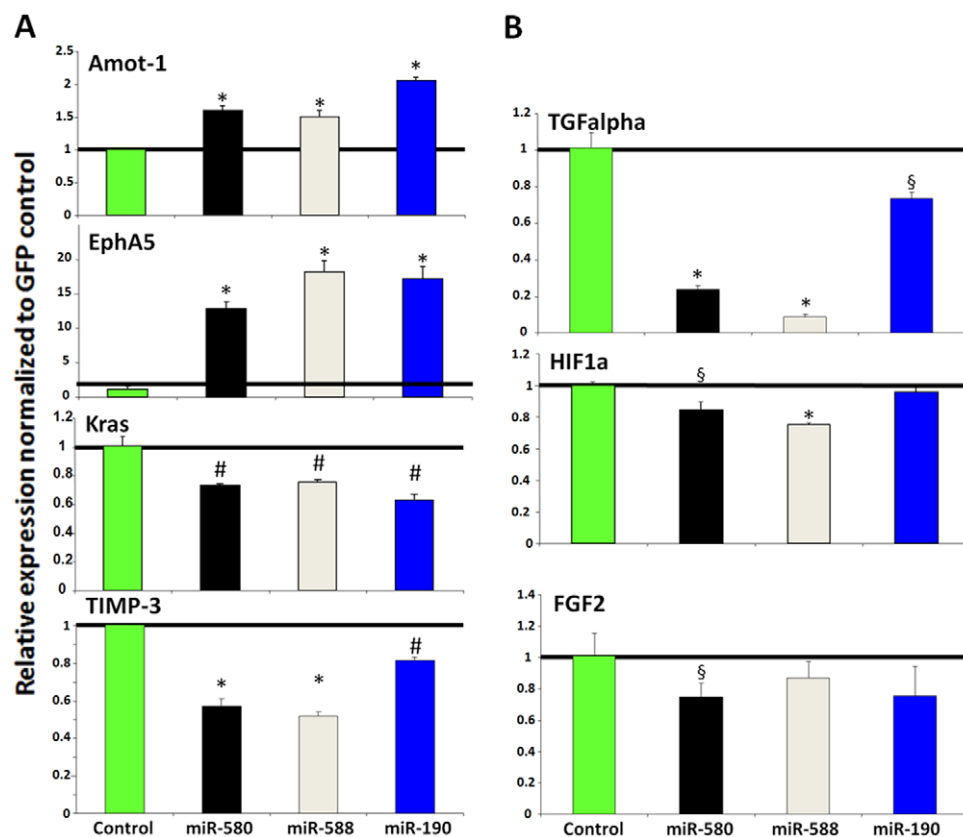 A
B
Relative expression normalized to GFP control
Amot-1
2.5
2
1.5
1
0.5
0
* * *
EphA5
20
15
10
5
0
* * *
Kras
1.2
1
0.8
0.6
0.4
0.2
0
# # #
TIMP-3
1
0.8
0.6
0.4
0.2
0
* * #
Control miR-580 miR-588 miR-190
TGFalpha
1.2
1
0.8
0.6
0.4
0.2
0
* * §
HIF1a
1.2
1
0.8
0.6
0.4
0.2
0
§ *
FGF2
1.4
1.2
1
0.8
0.6
0.4
0.2
0
§
Control miR-580 miR-588 miR-190